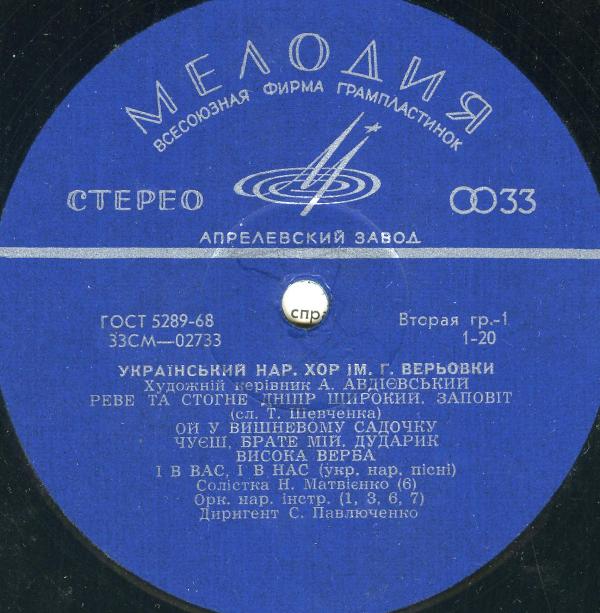 МЕЛОДИЯ
ВСЕСОЮЗНАЯ ФИРМА ГРАМПЛАСТИНОК
СТЕРЕО 33
АПРЕЛЕВСКИЙ ЗАВОД
спра
ГОСТ 5289-68 Вторая гр.-1
33СМ—02733 1-20
УКРАЇНСЬКИЙ НАР. ХОР ІМ. Г. ВЕРЬОВКИ
Художній керівник А. АВДІЄВСЬКИЙ
РЕВЕ ТА СТОГНЕ ДНІПР ШИРОКИЙ. ЗАПОВІТ
(сл. Т. Шевченка)
ОЙ У ВИШНЕВОМУ САДОЧКУ
ЧУЄШ, БРАТЕ МІЙ. ДУДАРИК
ВИСОКА ВЕРБА
І В ВАС, І В НАС (укр. нар. пісні)
Солістка Н. Матвієнко (6)
Орк. нар. інстр. (1, 3, 6, 7)
Диригент С. Павлюченко